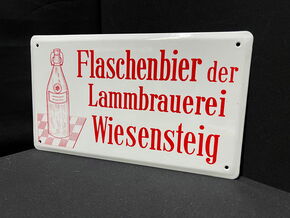 Flaschenbier der
Lammbrauerei
Wiesensteig